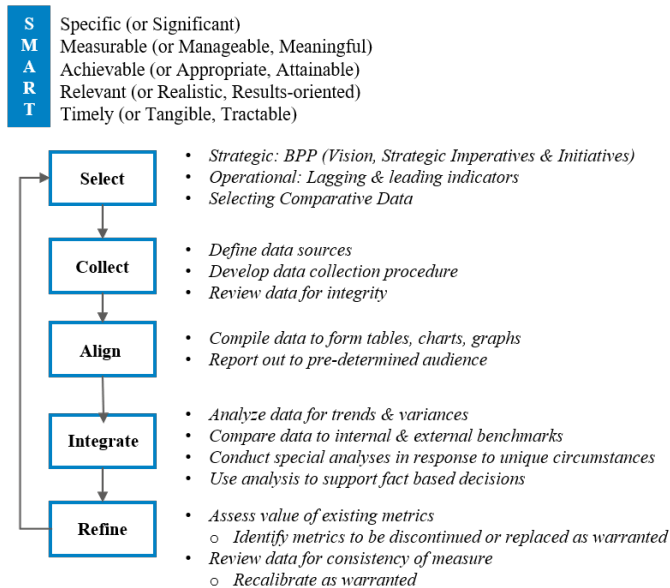 S Specific (or Significant)
M Measurable (or Manageable, Meaningful)
A Achievable (or Appropriate, Attainable)
R Relevant (or Realistic, Results-oriented)
T Timely (or Tangible, Tractable)
Select
• Strategic: BPP (Vision, Strategic Imperatives & Initiatives)
• Operational: Lagging & leading indicators
• Selecting Comparative Data
Collect
• Define data sources
• Develop data collection procedure
• Review data for integrity
Align
• Compile data to form tables, charts, graphs
• Report out to pre-determined audience
Integrate
• Analyze data for trends & variances
• Compare data to internal & external benchmarks
• Conduct special analyses in response to unique circumstances
• Use analysis to support fact based decisions
Refine
• Assess value of existing metrics
o Identify metrics to be discontinued or replaced as warranted
• Review data for consistency of measure
o Recalibrate as warranted